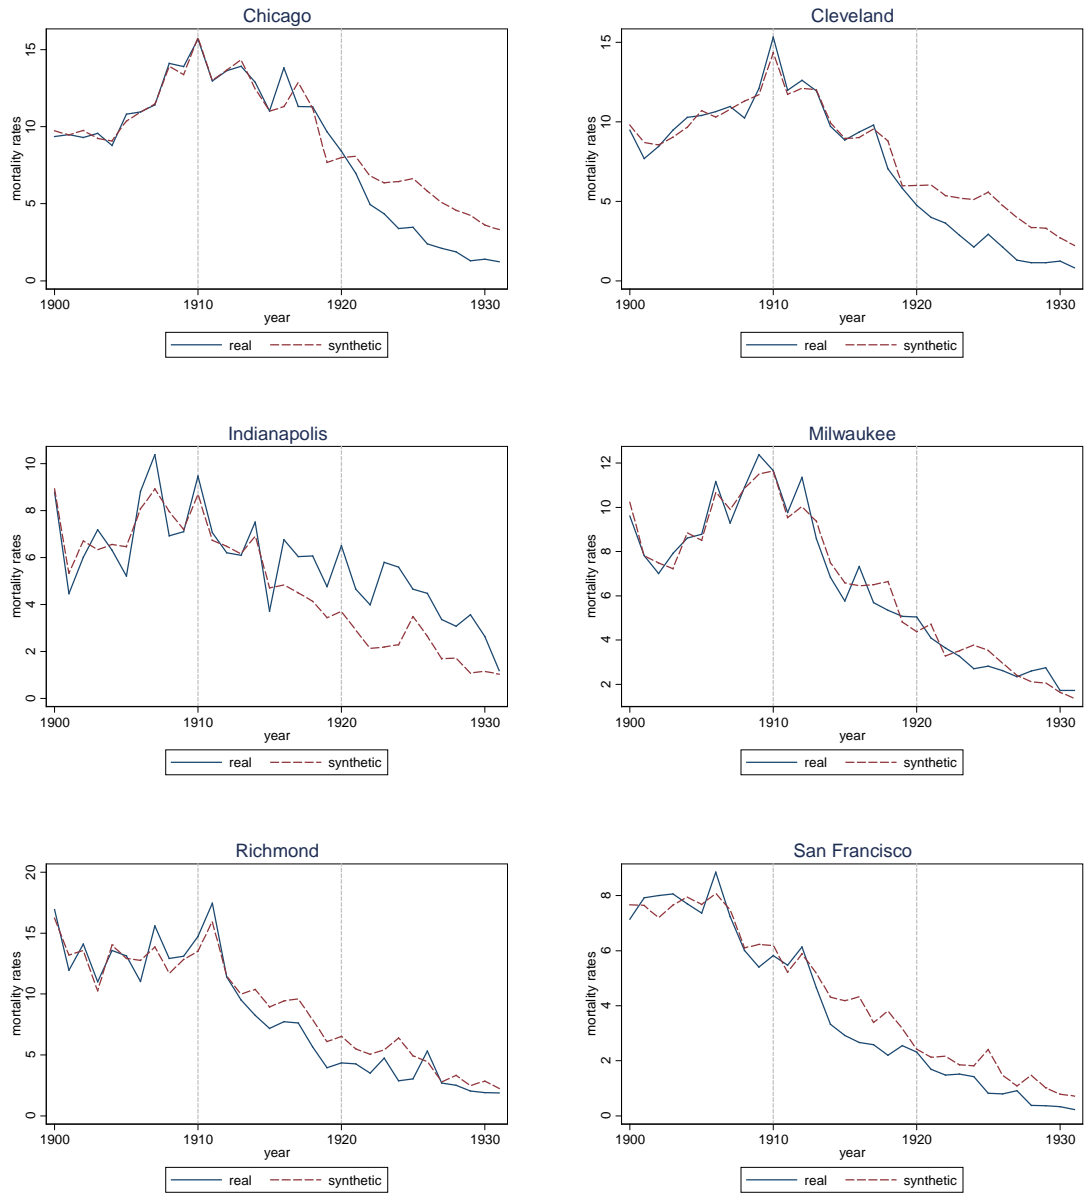 Chicago
mortality rates
0 5 10 15
1900 1910 1920 1930
year
real synthetic
Cleveland
mortality rates
0 5 10 15
1900 1910 1920 1930
year
real synthetic
Indianapolis
mortality rates
0 2 4 6 8 10
1900 1910 1920 1930
year
real synthetic
Milwaukee
mortality rates
2 4 6 8 10 12
1900 1910 1920 1930
year
real synthetic
Richmond
mortality rates
0 5 10 15 20
1900 1910 1920 1930
year
real synthetic
San Francisco
mortality rates
0 2 4 6 8
1900 1910 1920 1930
year
real synthetic